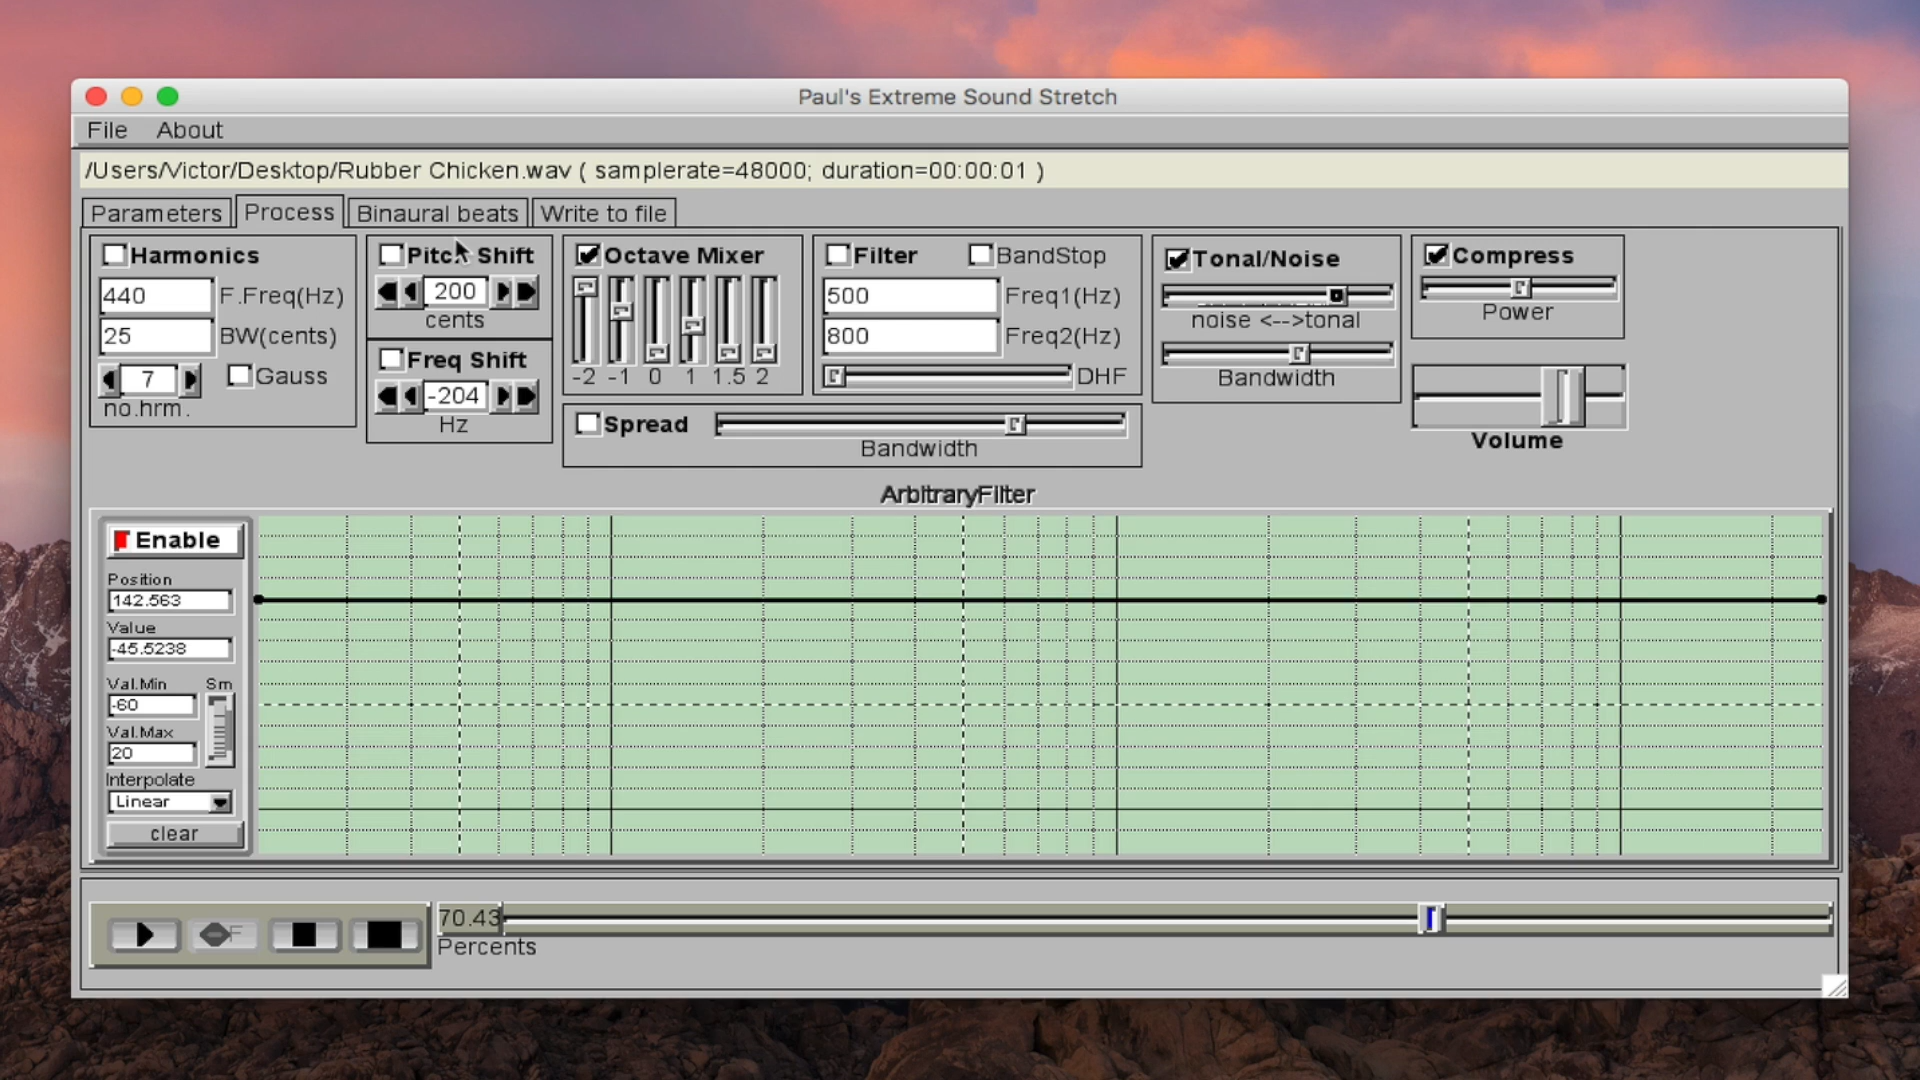 Paul's Extreme Sound Stretch
File About
/Users/Victor/Desktop/Rubber Chicken.wav ( samplerate=48000; duration=00:00:01 )
Parameters Process Binaural beats Write to file
Harmonics
440 F.Freq(Hz)
25 BW(cents)
7 Gauss
no.hrm.
Pitch Shift
200
cents
Freq Shift
-204
Hz
Octave Mixer
-2 -1 0 1 1.5 2
Filter BandStop
500 Freq1(Hz)
800 Freq2(Hz)
DHF
Spread
Bandwidth
Tonal/Noise
noise <-->tonal
Bandwidth
Compress
Power
Volume
ArbitraryFilter
Enable
Position
142.563
Value
-45.5238
Val.Min Sm
-60
Val.Max
20
Interpolate
Linear
clear
F
70.43
Percents